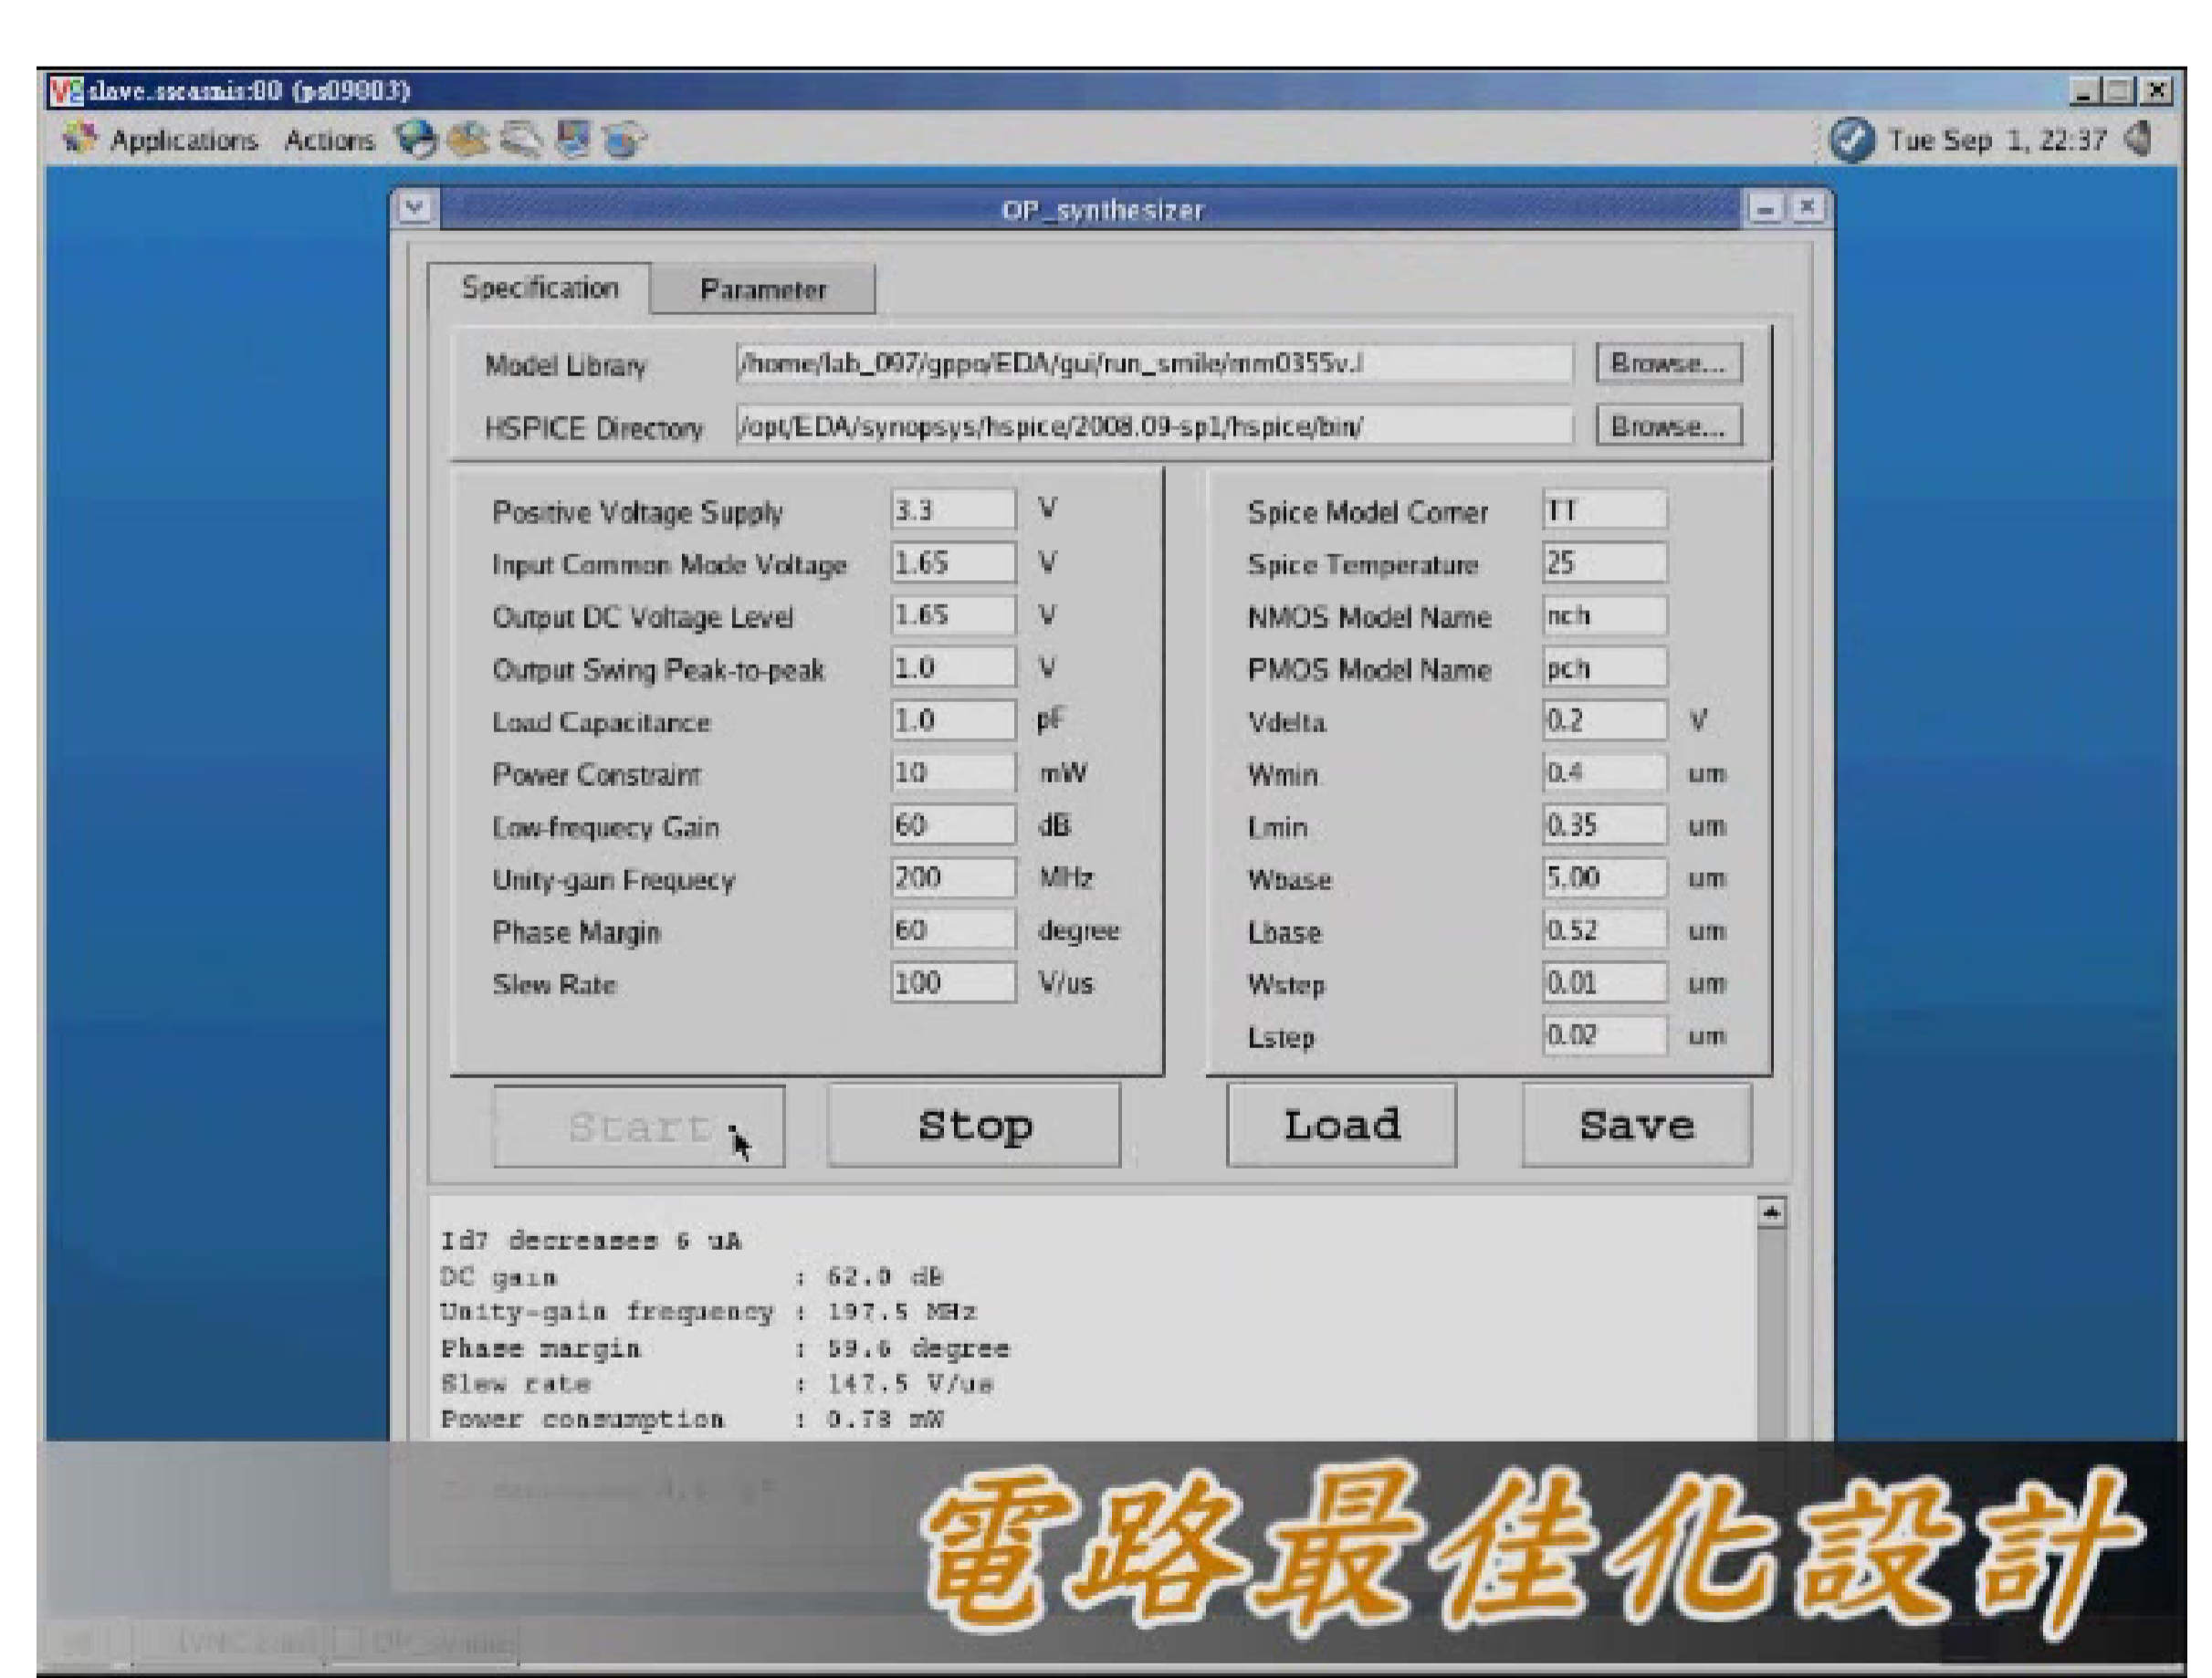 slave.sscasmis:80 (ps09803)
Applications Actions Tue Sep 1, 22:37
OP_synthesizer
Specification Parameter
Model Library /home/lab_097/gppo/EDA/gui/run_smile/mm0355v.l Browse...
HSPICE Directory /opt/EDA/synopsys/hspice/2008.09-sp1/hspice/bin/ Browse...
Positive Voltage Supply 3.3 V
Input Common Mode Voltage 1.65 V
Output DC Voltage Level 1.65 V
Output Swing Peak-to-peak 1.0 V
Load Capacitance 1.0 pF
Power Constraint 10 mW
Low-frequecy Gain 60 dB
Unity-gain Frequecy 200 MHz
Phase Margin 60 degree
Slew Rate 100 V/us
Spice Model Corner TT
Spice Temperature 25
NMOS Model Name nch
PMOS Model Name pch
Vdelta 0.2 V
Wmin 0.4 um
Lmin 0.35 um
Wbase 5.00 um
Lbase 0.52 um
Wstep 0.01 um
Lstep 0.02 um
Start Stop Load Save
Id7 decreases 6 uA
DC gain : 62.0 dB
Unity-gain frequency : 197.5 MHz
Phase margin : 59.6 degree
Slew rate : 147.5 V/us
Power consumption : 0.78 mW
電路最佳化設計